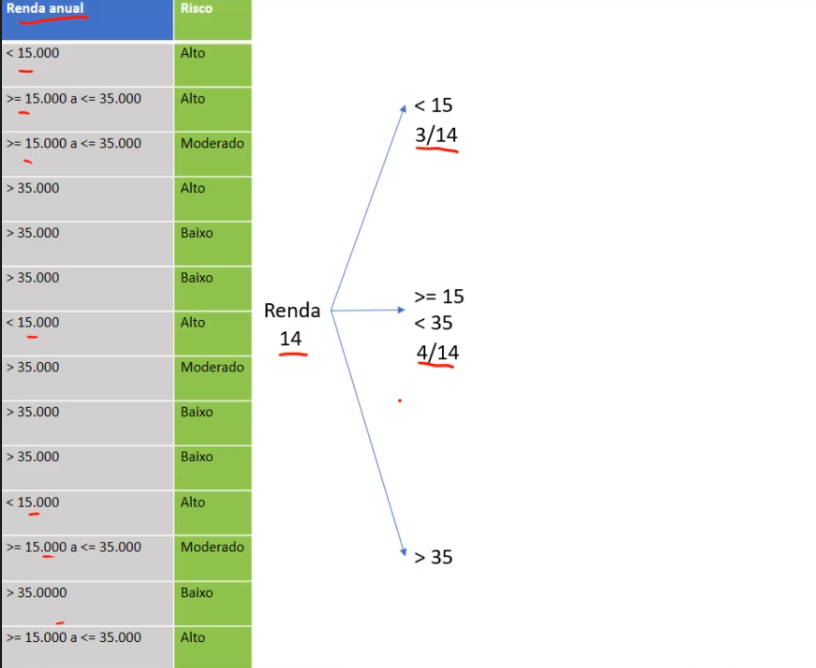 Renda anual Risco
< 15.000 Alto
>= 15.000 a <= 35.000 Alto
>= 15.000 a <= 35.000 Moderado
> 35.000 Alto
> 35.000 Baixo
> 35.000 Baixo
< 15.000 Alto
> 35.000 Moderado
> 35.000 Baixo
> 35.000 Baixo
< 15.000 Alto
>= 15.000 a <= 35.000 Moderado
> 35.0000 Baixo
>= 15.000 a <= 35.000 Alto
Renda
14
< 15
3/14
>= 15
< 35
4/14
> 35